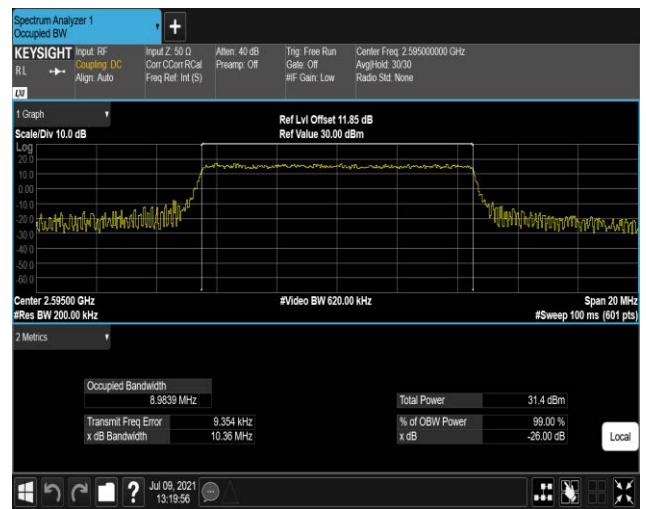 Spectrum Analyzer 1
Occupied BW
+
KEYSIGHT Input: RF Input Z: 50 Ω Atten: 40 dB Trig: Free Run Center Freq: 2.595000000 GHz
R L Coupling: DC Corr CCorr RCal Preamp: Off Gate: Off Avg|Hold: 30/30
Align: Auto Freq Ref: Int (S) #IF Gain: Low Radio Std: None
LXI
1 Graph Ref Lvl Offset 11.85 dB
Scale/Div 10.0 dB Ref Value 30.00 dBm
Log
20.0
10.0
0.00
-10.0
-20.0
-30.0
-40.0
-50.0
-60.0
Center 2.59500 GHz #Video BW 620.00 kHz Span 20 MHz
#Res BW 200.00 kHz #Sweep 100 ms (601 pts)
2 Metrics
Occupied Bandwidth
8.9839 MHz Total Power 31.4 dBm
Transmit Freq Error 9.354 kHz % of OBW Power 99.00 %
x dB Bandwidth 10.36 MHz x dB -26.00 dB
Local
? Jul 09, 2021
13:19:56